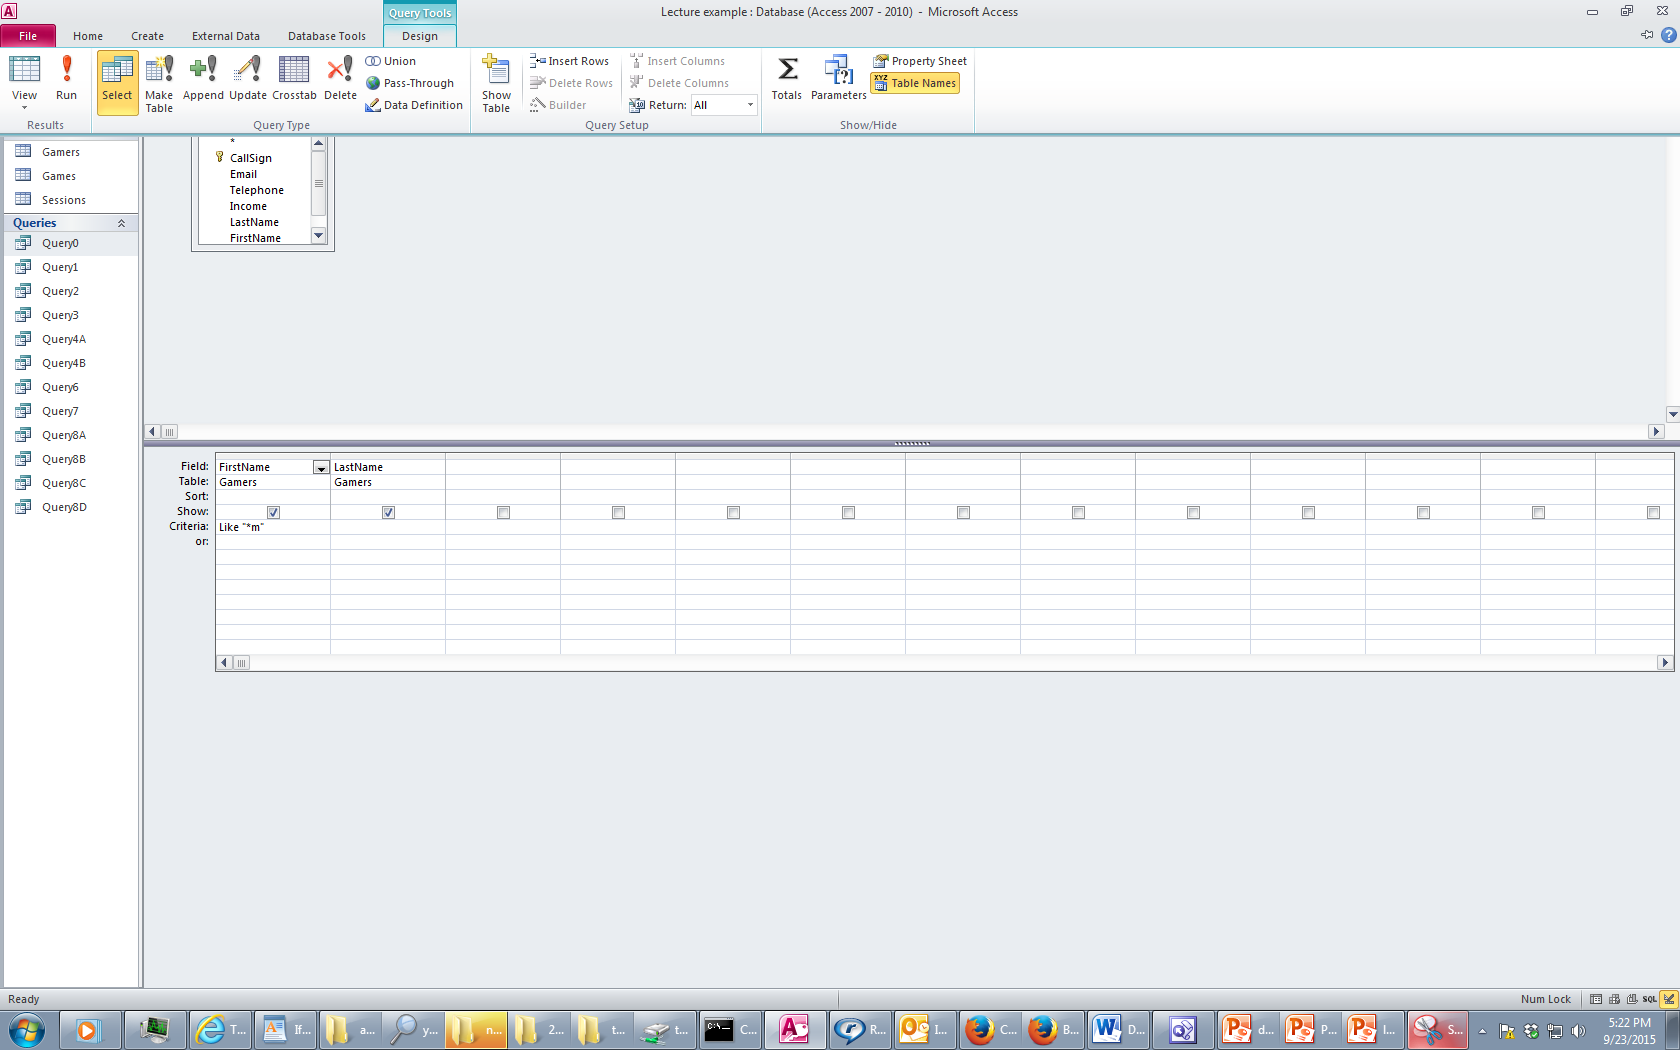 Query Tools
Lecture example : Database (Access 2007 - 2010) - Microsoft Access
File Home Create External Data Database Tools Design
View
Run
Results
Select
Make Table
Append
Update
Crosstab
Delete
Union
Pass-Through
Data Definition
Query Type
Show Table
Insert Rows
Delete Rows
Builder
Insert Columns
Delete Columns
Return: All
Query Setup
Totals
Parameters
Property Sheet
XYZ Table Names
Show/Hide
Gamers
Games
Sessions
Queries
Query0
Query1
Query2
Query3
Query4A
Query4B
Query6
Query7
Query8A
Query8B
Query8C
Query8D
*
CallSign
Email
Telephone
Income
LastName
FirstName
Field: FirstName LastName
Table: Gamers Gamers
Sort:
Show:
Criteria: Like "*m"
or:
Ready
Num Lock
SQL
T... If... a... y... n... 2... t... t... C... R... I... C... B... D... d... P... I... S...
5:22 PM
9/23/2015